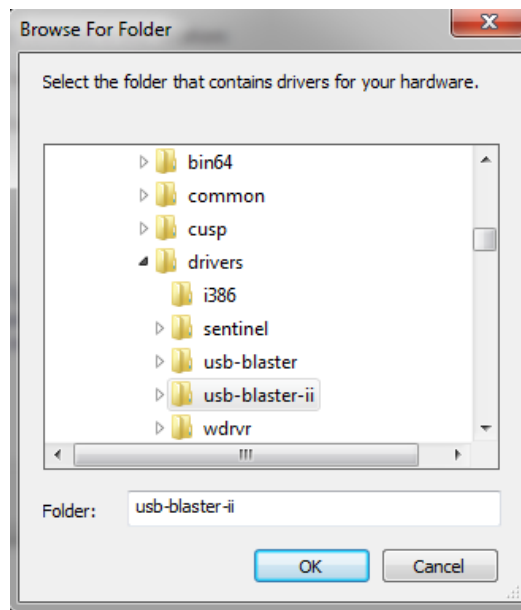 Browse For Folder
Select the folder that contains drivers for your hardware.
bin64
common
cusp
drivers
i386
sentinel
usb-blaster
usb-blaster-ii
wdrvr
Folder: usb-blaster-ii
OK Cancel